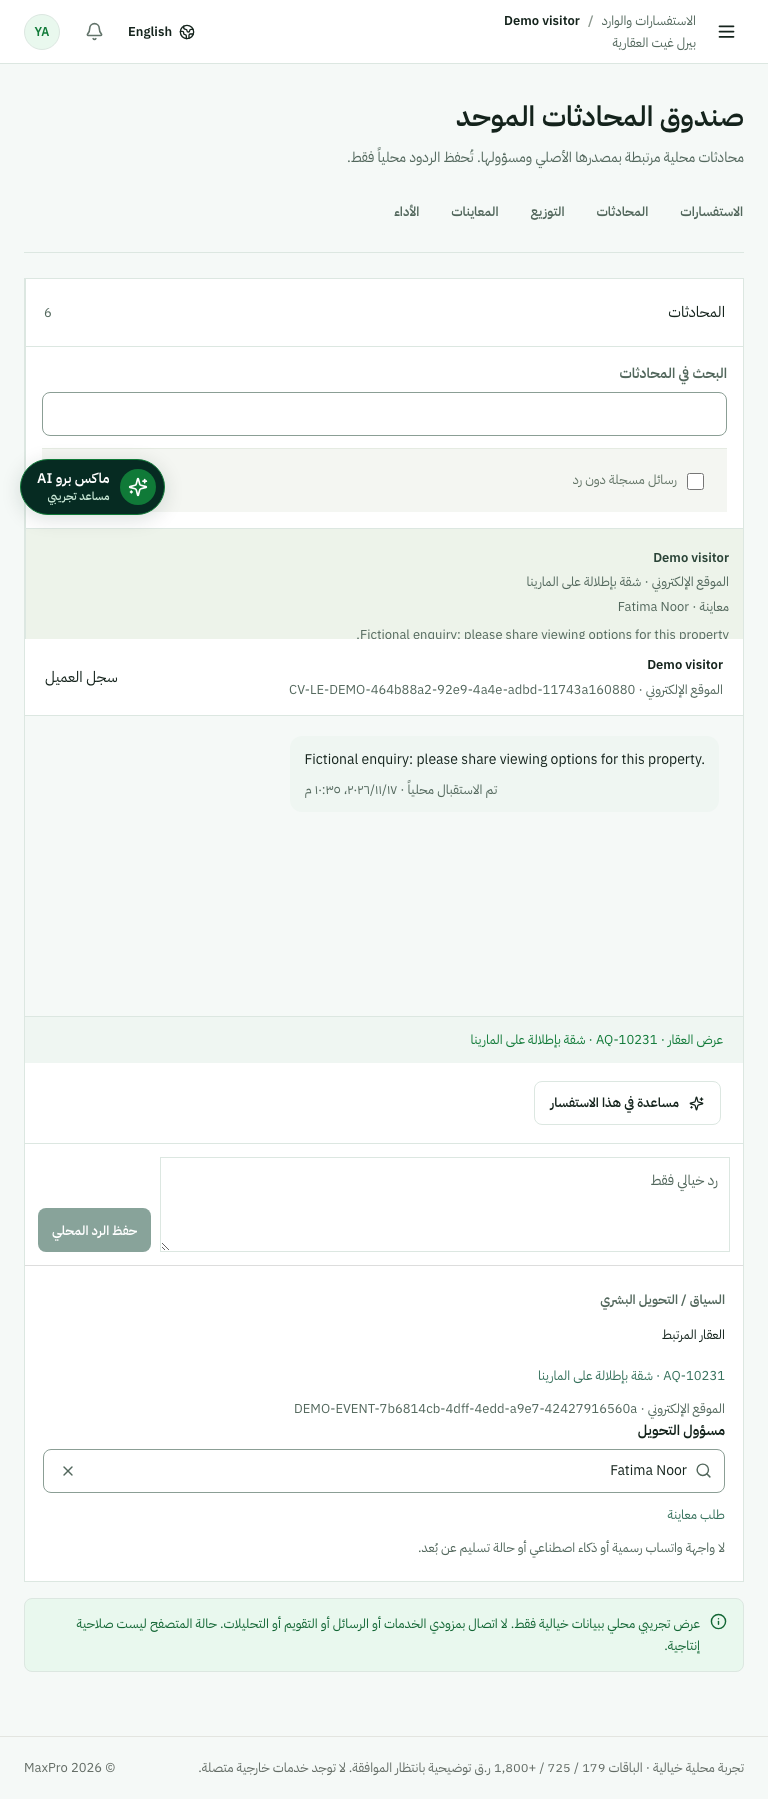 الاستفسارات والوارد / Demo visitor
بيرل غيت العقارية
English
YA
صندوق المحادثات الموحد
محادثات محلية مرتبطة بمصدرها الأصلي ومسؤولها. تُحفظ الردود محلياً فقط.
الاستفسارات المحادثات التوزيع المعاينات الأداء
المحادثات 6
البحث في المحادثات
رسائل مسجلة دون رد
ماكس برو AI
مساعد تجريبي
Demo visitor
الموقع الإلكتروني · شقة بإطلالة على المارينا
معاينة · Fatima Noor
Fictional enquiry: please share viewing options for this property.
Demo visitor
الموقع الإلكتروني · CV-LE-DEMO-464b88a2-92e9-4a4e-adbd-11743a160880
سجل العميل
Fictional enquiry: please share viewing options for this property.
تم الاستقبال محلياً · ١٧‏/١١‏/٢٠٢٦، ١٠:٣٥ م
عرض العقار · AQ-10231 · شقة بإطلالة على المارينا
مساعدة في هذا الاستفسار
رد خيالي فقط
حفظ الرد المحلي
السياق / التحويل البشري
العقار المرتبط
AQ-10231 · شقة بإطلالة على المارينا
الموقع الإلكتروني · DEMO-EVENT-7b6814cb-4dff-4edd-a9e7-42427916560a
مسؤول التحويل
Fatima Noor
طلب معاينة
لا واجهة واتساب رسمية أو ذكاء اصطناعي أو حالة تسليم عن بُعد.
عرض تجريبي محلي ببيانات خيالية فقط. لا اتصال بمزودي الخدمات أو الرسائل أو التقويم أو التحليلات. حالة المتصفح ليست صلاحية
إنتاجية.
تجربة محلية خيالية · الباقات 179 / 725 / +1,800 ر.ق توضيحية بانتظار الموافقة. لا توجد خدمات خارجية متصلة.
© 2026 MaxPro